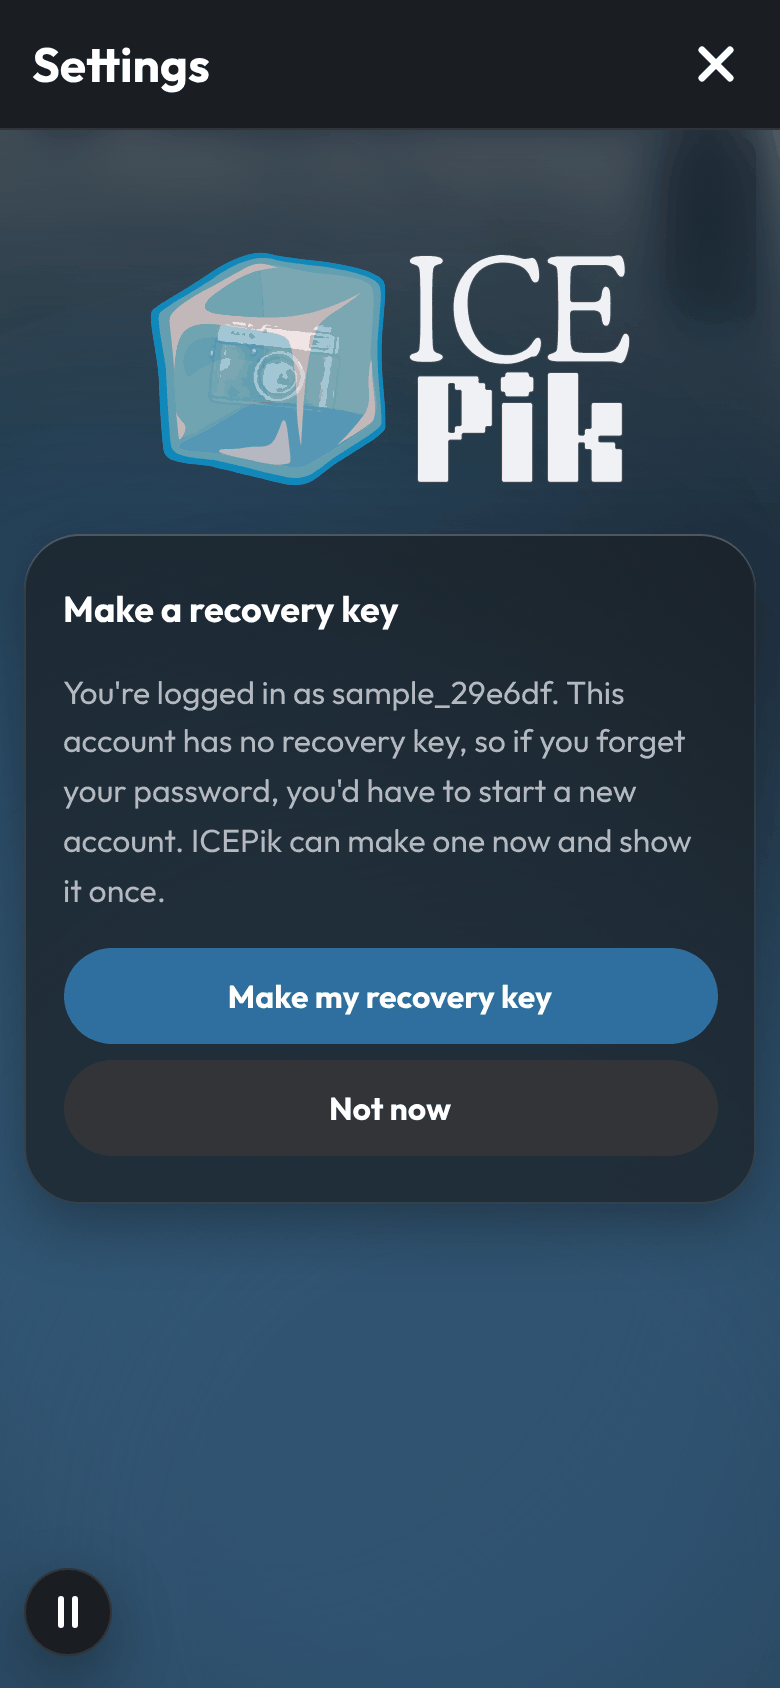 Settings
ICE
Pik
Make a recovery key
You're logged in as sample_29e6df. This
account has no recovery key, so if you forget
your password, you'd have to start a new
account. ICEPik can make one now and show
it once.
Make my recovery key
Not now